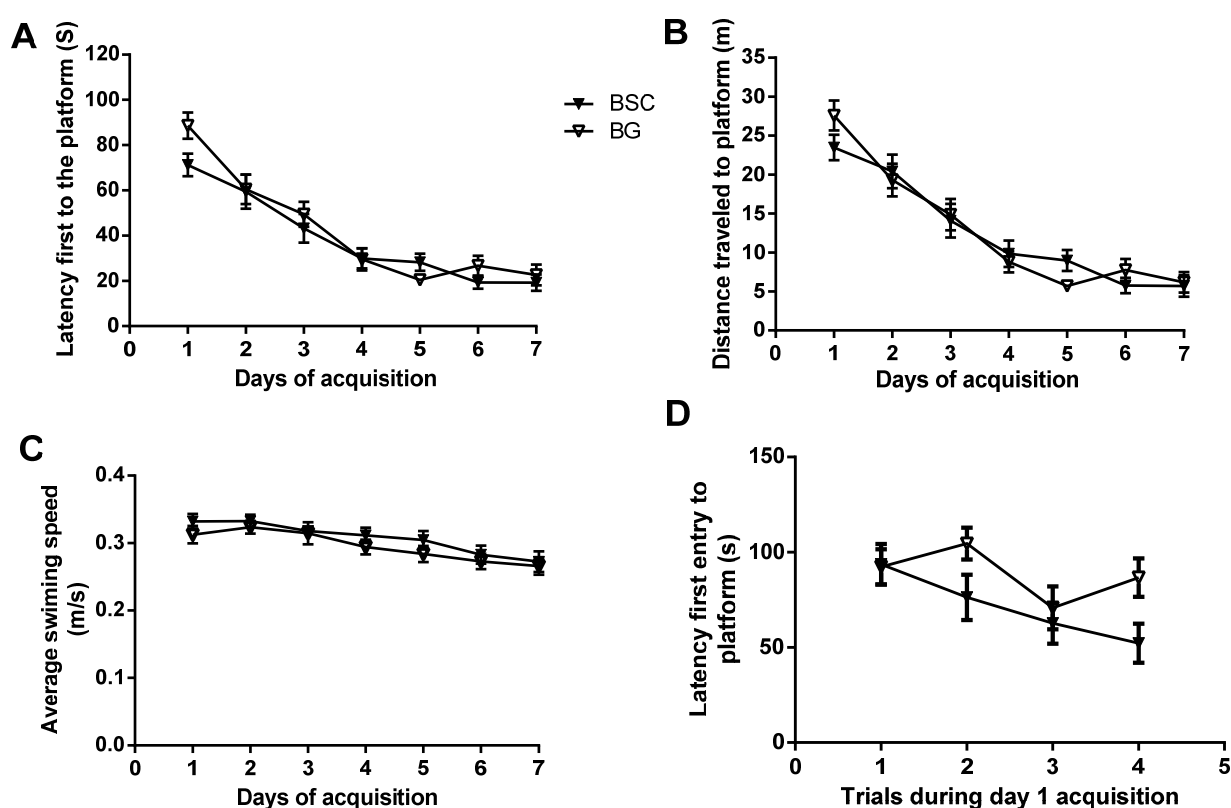 A
Latency first to the platform (S)
120
100
80
60
40
20
0
0 1 2 3 4 5 6 7
Days of acquisition
BSC
BG
B
Distance traveled to platform (m)
35
30
25
20
15
10
5
0
0 1 2 3 4 5 6 7
Days of acquisition
C
Average swiming speed
(m/s)
0.4
0.3
0.2
0.1
0.0
0 1 2 3 4 5 6 7
Days of acquisition
D
Latency first entry to
platform (s)
150
100
50
0
0 1 2 3 4 5
Trials during day 1 acquisition